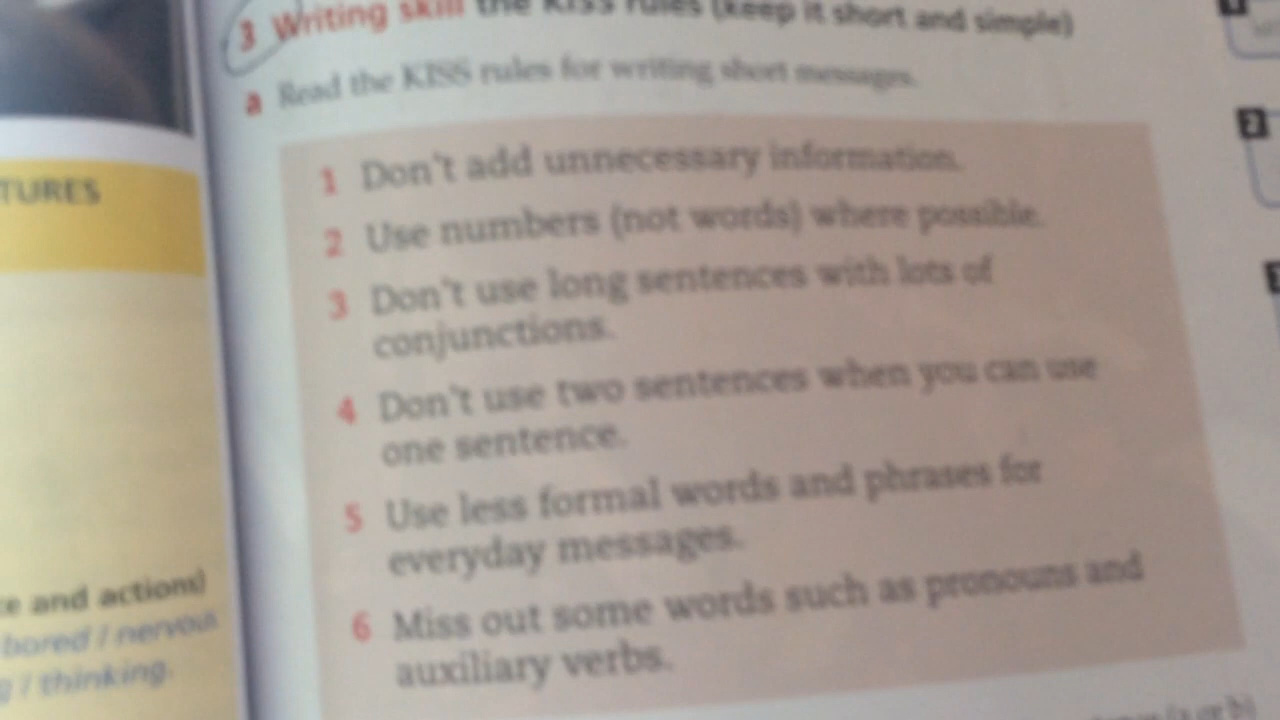 3 Writing skill the KISS rules (keep it short and simple)
a Read the KISS rules for writing short messages.
1 Don't add unnecessary information.
2 Use numbers (not words) where possible.
3 Don't use long sentences with lots of
conjunctions.
4 Don't use two sentences when you can use
one sentence.
5 Use less formal words and phrases for
everyday messages.
6 Miss out some words such as pronouns and
auxiliary verbs.
(a or b)
TURES
and actions)
bored / nervous
/ thinking.
1
2